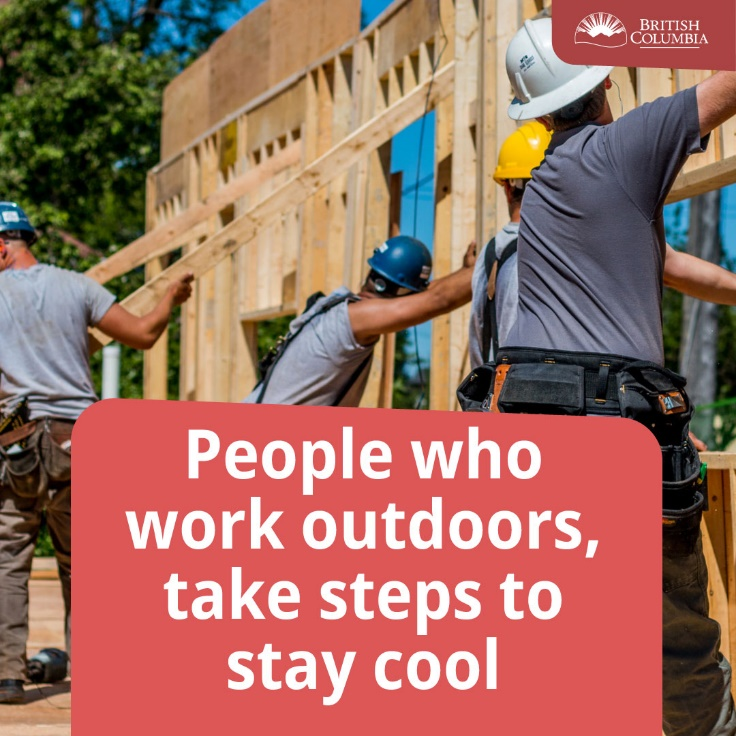 BRITISH
COLUMBIA
People who
work outdoors,
take steps to
stay cool